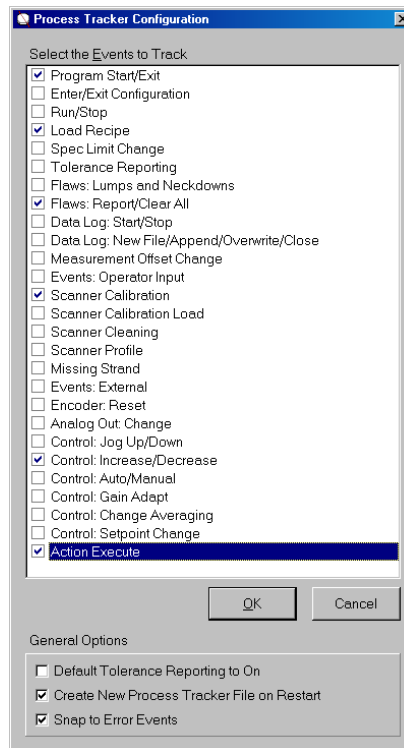 Process Tracker Configuration
Select the Events to Track
Program Start/Exit
Enter/Exit Configuration
Run/Stop
Load Recipe
Spec Limit Change
Tolerance Reporting
Flaws: Lumps and Neckdowns
Flaws: Report/Clear All
Data Log: Start/Stop
Data Log: New File/Append/Overwrite/Close
Measurement Offset Change
Events: Operator Input
Scanner Calibration
Scanner Calibration Load
Scanner Cleaning
Scanner Profile
Missing Strand
Events: External
Encoder: Reset
Analog Out: Change
Control: Jog Up/Down
Control: Increase/Decrease
Control: Auto/Manual
Control: Gain Adapt
Control: Change Averaging
Control: Setpoint Change
Action Execute
OK Cancel
General Options
Default Tolerance Reporting to On
Create New Process Tracker File on Restart
Snap to Error Events